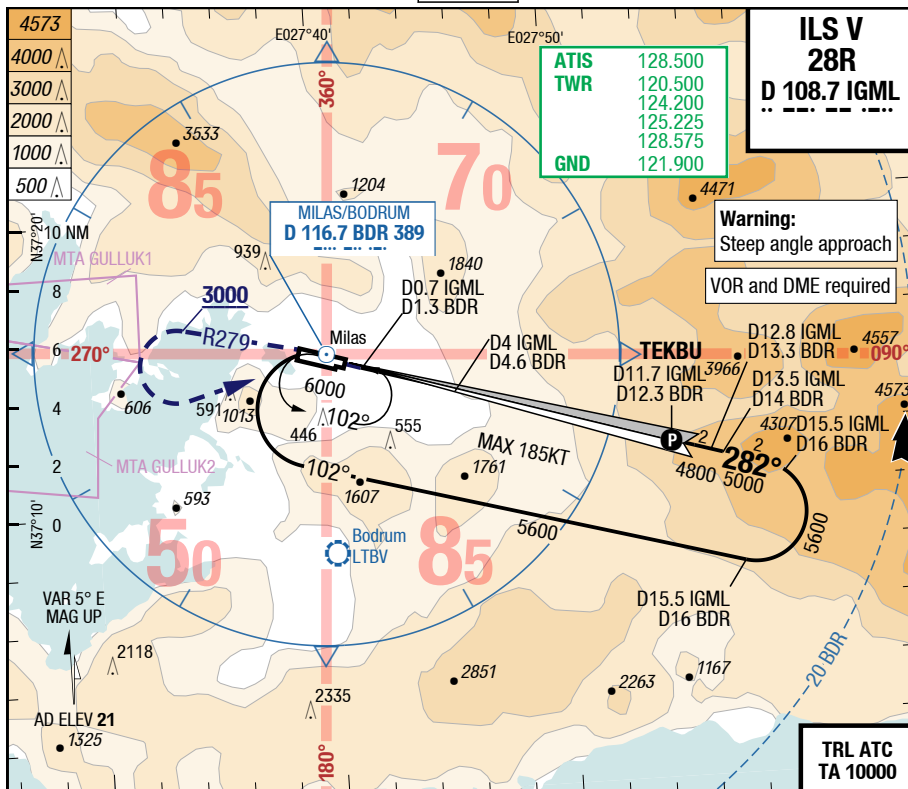 4573
4000
3000
2000
1000
500
E027°40'
E027°50'
360°
ATIS 128.500
TWR 120.500
124.200
125.225
128.575
GND 121.900
ILS V
28R
D 108.7 IGML
3533
85
70
1204
4471
MILAS/BODRUM
D 116.7 BDR 389
Warning:
Steep angle approach
VOR and DME required
N37°20'
10 NM
MTA GULLUK1
939
1840
8
3000
D0.7 IGML
D1.3 BDR
R279
Milas
D4 IGML
D4.6 BDR
TEKBU
D11.7 IGML
D12.3 BDR
D12.8 IGML
D13.3 BDR
4557
6
270°
3966
090°
6000
D13.5 IGML
D14 BDR
4573
606
591
1013
102°
4
446
555
P
2
2
4307
D15.5 IGML
D16 BDR
MAX 185KT
282°
4800
5000
MTA GULLUK2
2
102°
1607
1761
593
5600
5600
N37°10'
0
50
Bodrum
LTBV
85
D15.5 IGML
D16 BDR
VAR 5° E
MAG UP
2118
2851
1167
2263
2335
20 BDR
AD ELEV 21
1325
180°
TRL ATC
TA 10000